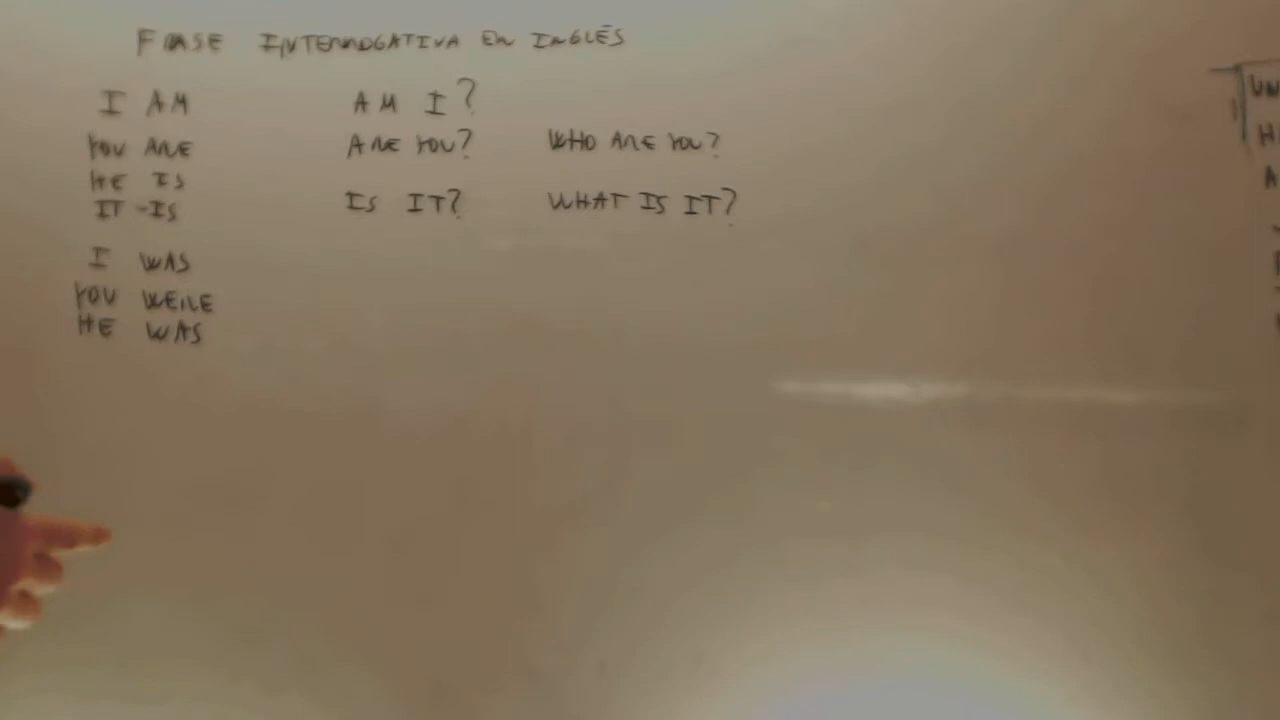 FRASE INTERROGATIVA EN INGLÉS
I AM AM I?
YOU ARE ARE YOU? WHO ARE YOU?
HE IS
IT IS IS IT? WHAT IS IT?
I WAS
YOU WERE
HE WAS
UN
H
A